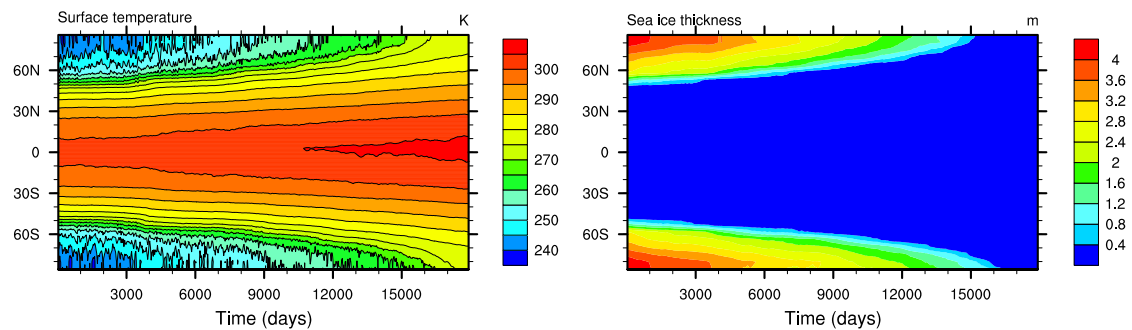 Surface temperature K
60N
30N
0
30S
60S
3000 6000 9000 12000 15000
Time (days)
300
290
280
270
260
250
240
Sea ice thickness m
60N
30N
0
30S
60S
3000 6000 9000 12000 15000
Time (days)
4
3.6
3.2
2.8
2.4
2
1.6
1.2
0.8
0.4